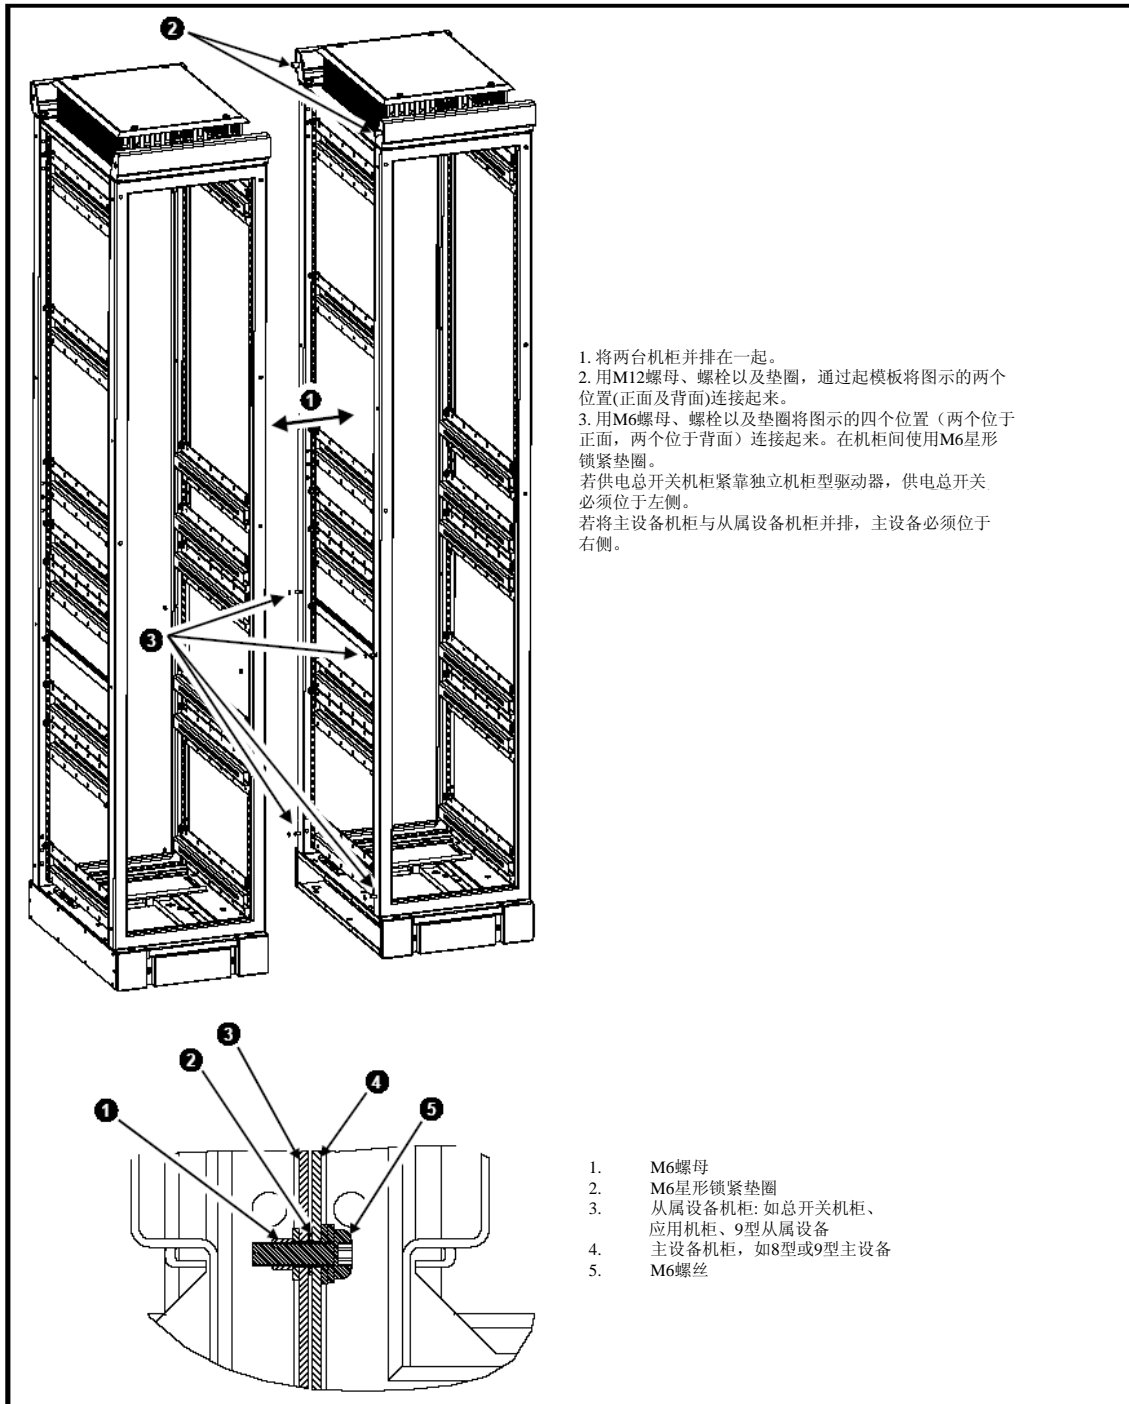 2
1
3
1. 将两台机柜并排在一起。
2. 用M12螺母、螺栓以及垫圈，通过起模板将图示的两个
位置(正面及背面)连接起来。
3. 用M6螺母、螺栓以及垫圈将图示的四个位置（两个位于
正面，两个位于背面）连接起来。在机柜间使用M6星形
锁紧垫圈。
若供电总开关机柜紧靠独立机柜型驱动器，供电总开关
必须位于左侧。
若将主设备机柜与从属设备机柜并排，主设备必须位于
右侧。
3
2
4
1
5
1. M6螺母
2. M6星形锁紧垫圈
3. 从属设备机柜: 如总开关机柜、
应用机柜、9型从属设备
4. 主设备机柜，如8型或9型主设备
5. M6螺丝